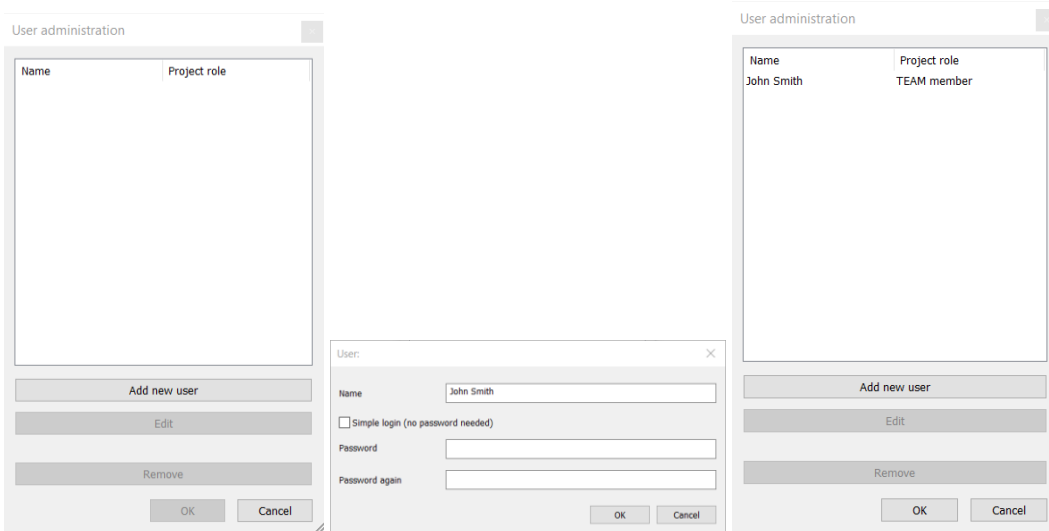 User administration
Name Project role
Add new user
Edit
Remove
OK Cancel
User:
Name John Smith
Simple login (no password needed)
Password
Password again
OK Cancel
User administration
Name Project role
John Smith TEAM member
Add new user
Edit
Remove
OK Cancel